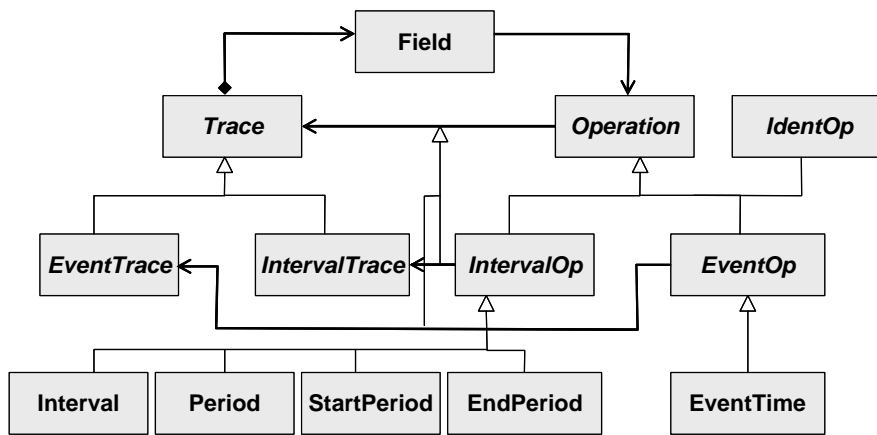 Field
Trace
Operation
IdentOp
EventTrace
IntervalTrace
IntervalOp
EventOp
Interval
Period
StartPeriod
EndPeriod
EventTime